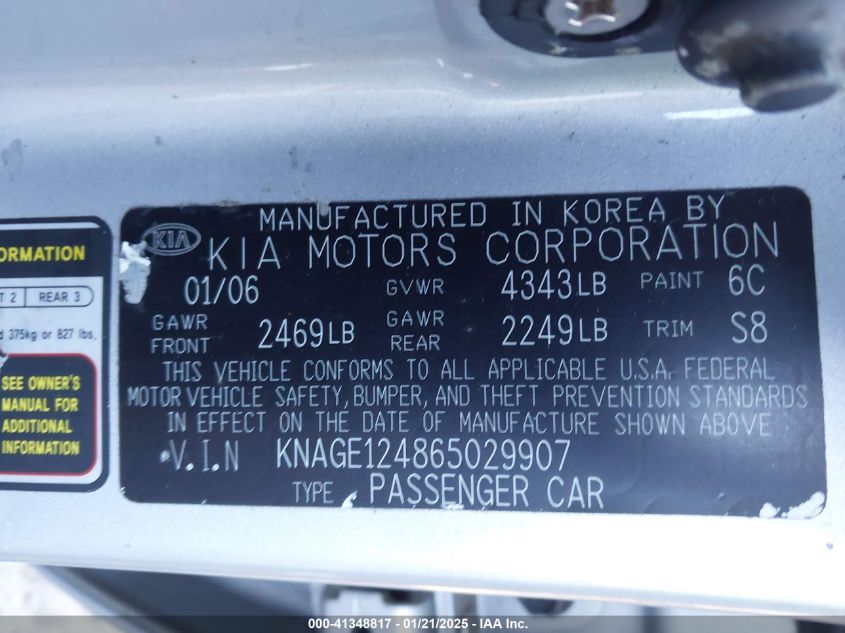 MANUFACTURED IN KOREA BY
KIA
KIA MOTORS CORPORATION
01/06 GVWR 4343LB PAINT 6C
GAWR FRONT 2469LB GAWR REAR 2249LB TRIM S8
THIS VEHICLE CONFORMS TO ALL APPLICABLE U.S.A. FEDERAL
MOTOR VEHICLE SAFETY, BUMPER, AND THEFT PREVENTION STANDARDS
IN EFFECT ON THE DATE OF MANUFACTURE SHOWN ABOVE
V.I.N KNAGE124865029907
TYPE PASSENGER CAR
REAR 3
375kg or 827 lbs.
SEE OWNER'S
MANUAL FOR
ADDITIONAL
INFORMATION
000-41348817 - 01/21/2025 - IAA Inc.